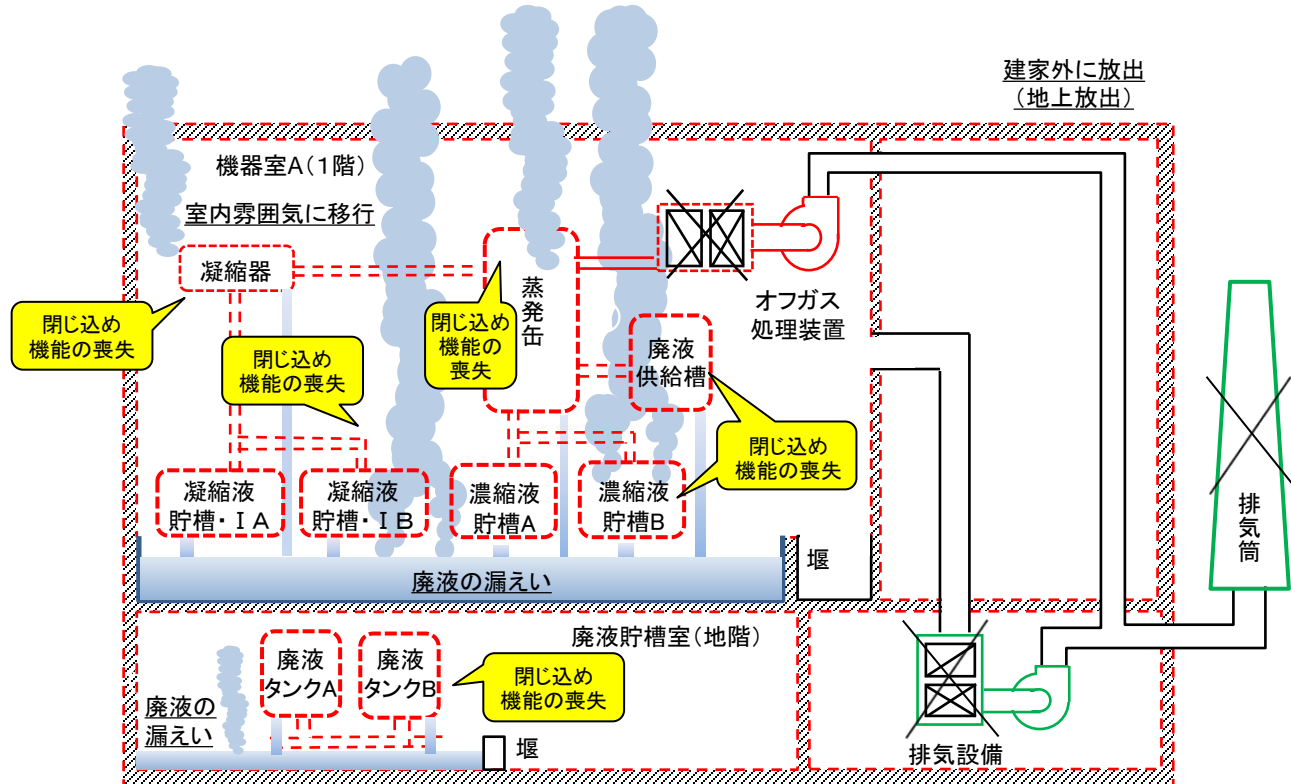 建家外に放出
(地上放出)
機器室A(1階)
室内雰囲気に移行
凝縮器
閉じ込め
機能の喪失
閉じ込め
機能の喪失
蒸発缶
閉じ込め
機能の
喪失
オフガス
処理装置
廃液
供給槽
閉じ込め
機能の喪失
凝縮液
貯槽・ⅠA
凝縮液
貯槽・ⅠB
濃縮液
貯槽A
濃縮液
貯槽B
排気筒
堰
廃液の漏えい
廃液貯槽室(地階)
廃液
タンクA
廃液
タンクB
閉じ込め
機能の喪失
廃液の
漏えい
堰
排気設備